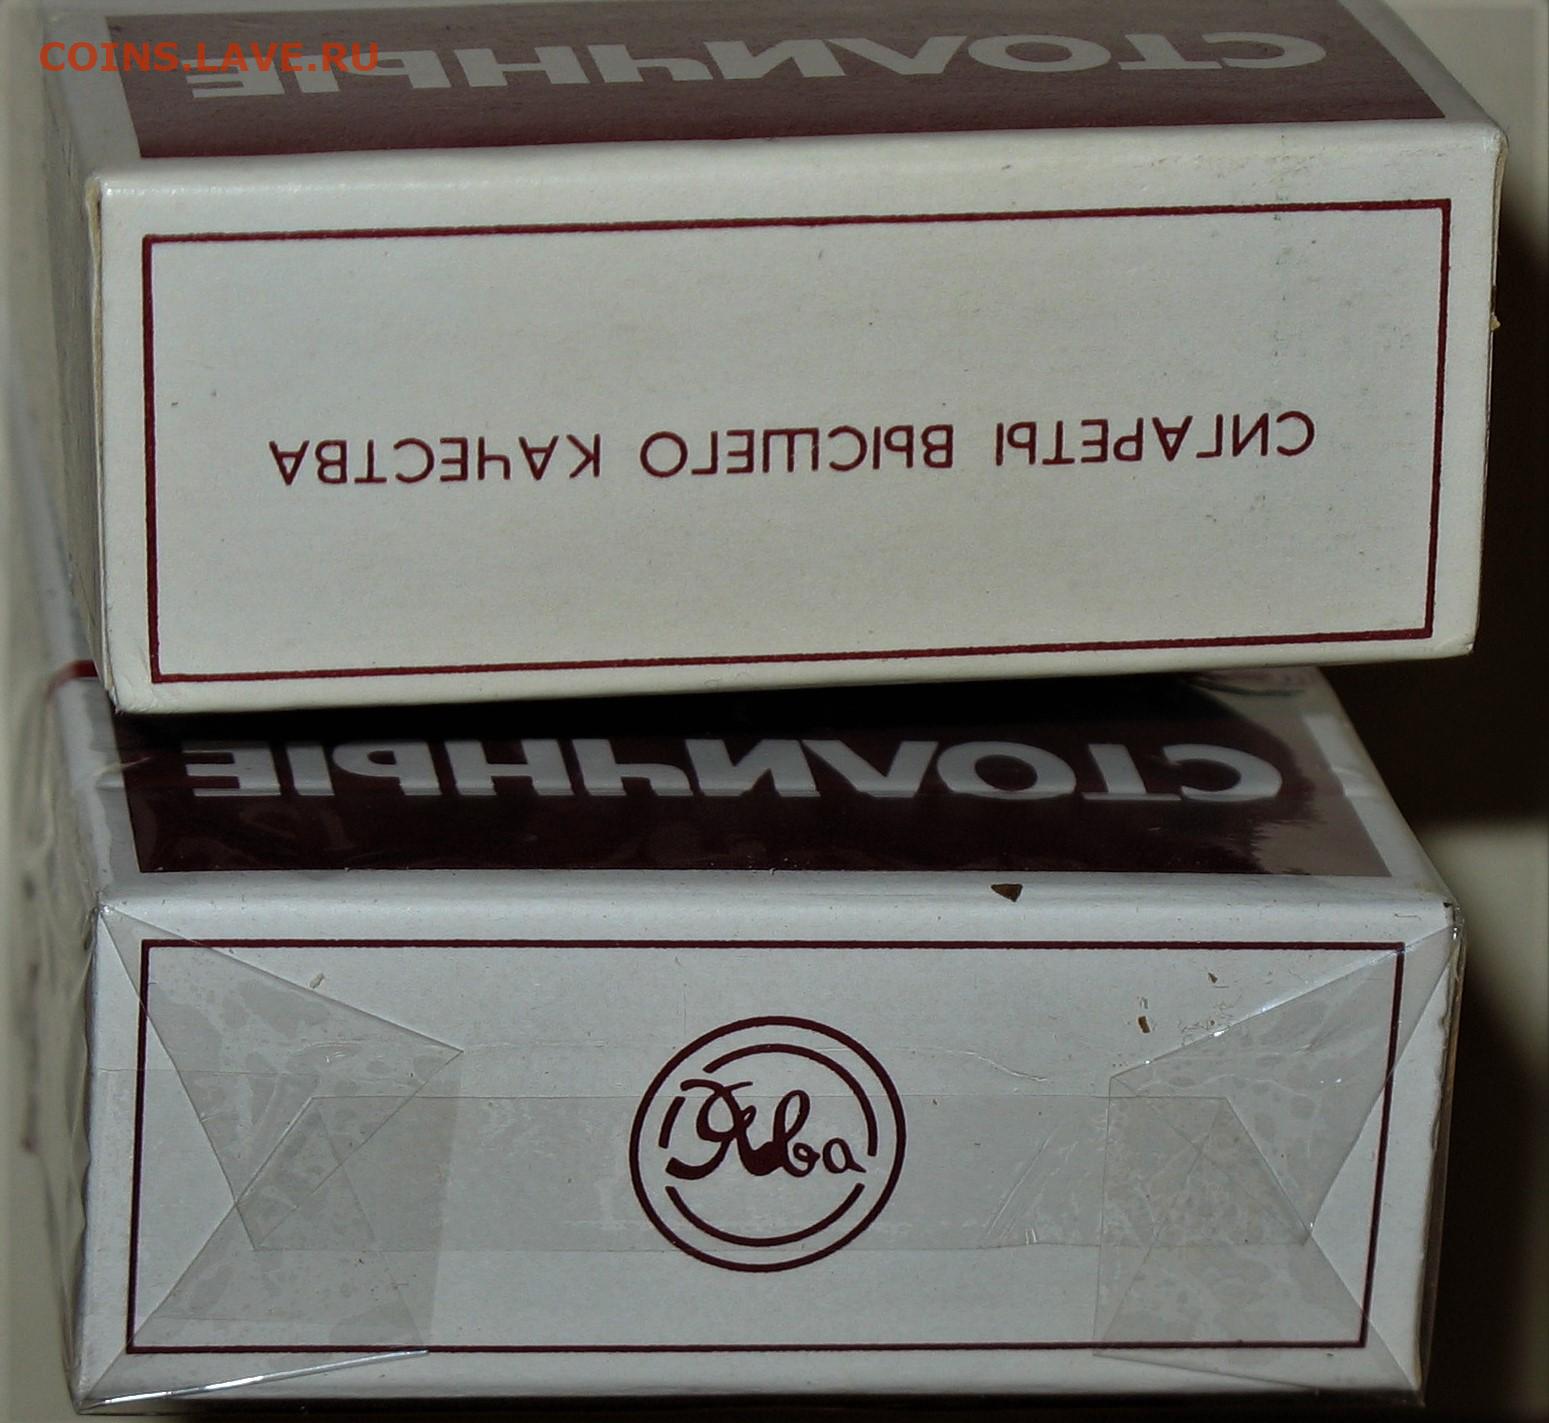 COINS.LAVE.RU
СТОЛИЧНЫЕ
СИГАРЕТЫ ВЫСШЕГО КАЧЕСТВА
СТОЛИЧНЫЕ
Ява